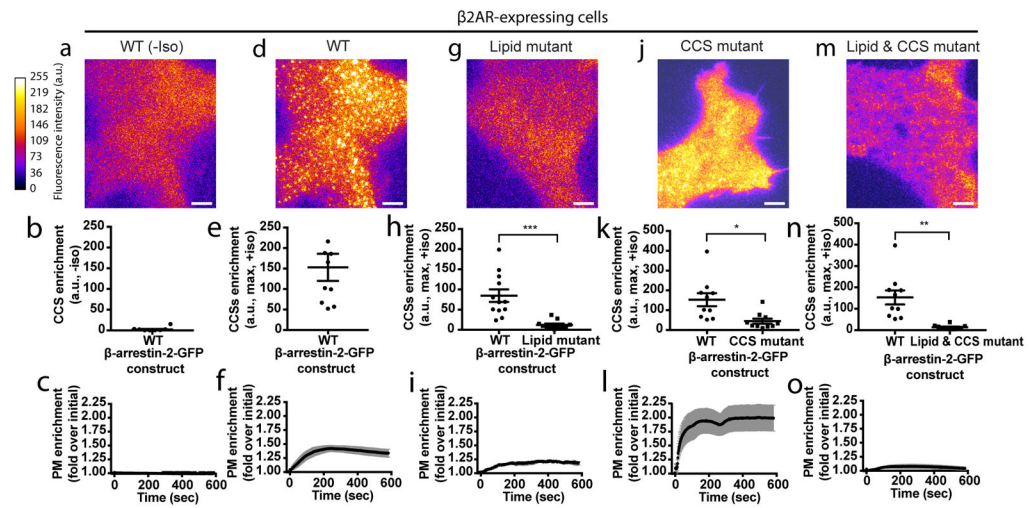 β2AR-expressing cells
a
WT (-Iso)
d
WT
g
Lipid mutant
j
CCS mutant
m
Lipid & CCS mutant
Fluorescence intensity (a.u.)
255
219
182
146
109
73
36
0
b
CCS enrichment
(a.u., -iso)
250
200
150
100
50
0
WT
β-arrestin-2-GFP
construct
e
CCSs enrichment
(a.u., max, +iso)
250
200
150
100
50
0
WT
β-arrestin-2-GFP
construct
h
CCSs enrichment
(a.u., max, +iso)
250
200
150
100
50
0
***
WT Lipid mutant
β-arrestin-2-GFP
construct
k
CCSs enrichment
(a.u., max, +iso)
500
400
300
200
100
0
*
WT CCS mutant
β-arrestin-2-GFP
construct
n
CCSs enrichment
(a.u., max, +iso)
500
400
300
200
100
0
**
WT Lipid & CCS mutant
β-arrestin-2-GFP
construct
c
PM enrichment
(fold over initial)
2.25
2.00
1.75
1.50
1.25
1.00
0 200 400 600
Time (sec)
f
PM enrichment
(fold over initial)
2.25
2.00
1.75
1.50
1.25
1.00
0 200 400 600
Time (sec)
i
PM enrichment
(fold over initial)
2.25
2.00
1.75
1.50
1.25
1.00
0 200 400 600
Time (sec)
l
PM enrichment
(fold over initial)
2.25
2.00
1.75
1.50
1.25
1.00
0 200 400 600
Time (sec)
o
PM enrichment
(fold over initial)
2.25
2.00
1.75
1.50
1.25
1.00
0 200 400 600
Time (sec)